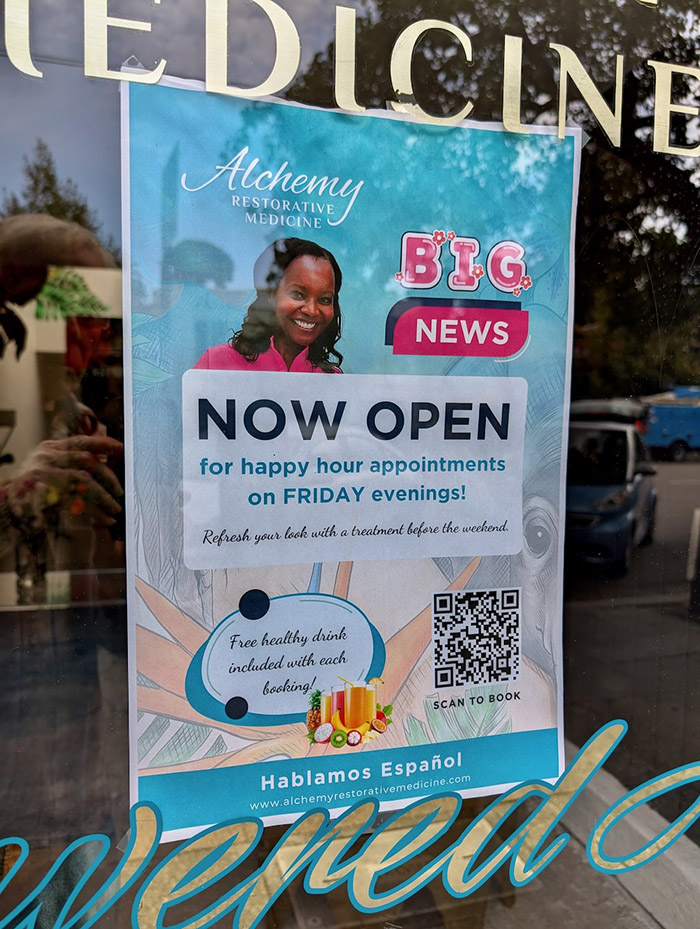 MEDICINE
Alchemy
RESTORATIVE
MEDICINE
BIG
NEWS
NOW OPEN
for happy hour appointments
on FRIDAY evenings!
Refresh your look with a treatment before the weekend.
Free healthy drink
included with each
booking!
SCAN TO BOOK
Hablamos Español
www.alchemyrestorativemedicine.com
wered